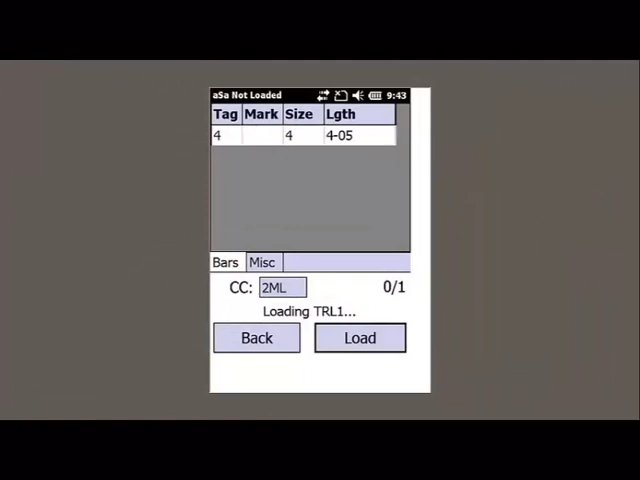 aSa Not Loaded 9:43
Tag Mark Size Lgth
4 4 4-05
Bars Misc
CC: 2ML 0/1
Loading TRL1...
Back Load